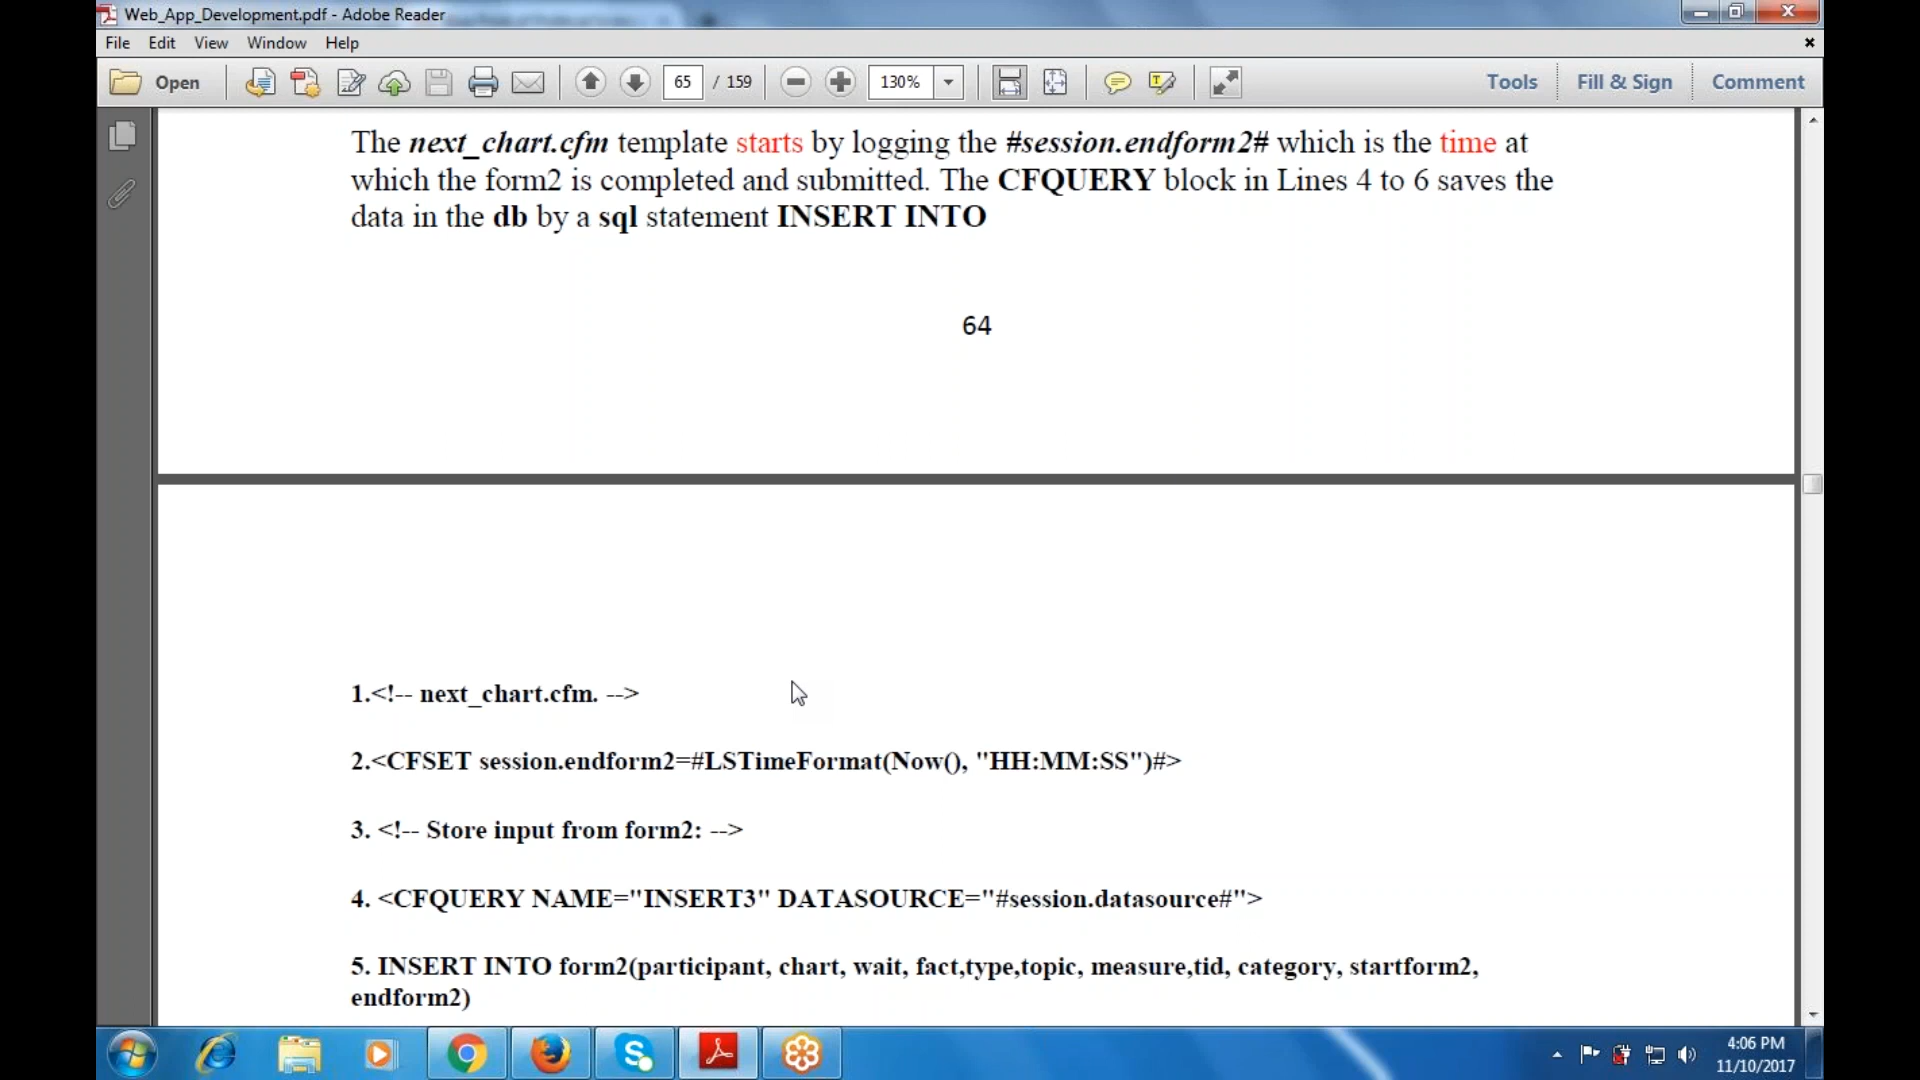 Web_App_Development.pdf - Adobe Reader
File Edit View Window Help
Open 65 / 159 130% Tools Fill & Sign Comment
The next_chart.cfm template starts by logging the #session.endform2# which is the time at
which the form2 is completed and submitted. The CFQUERY block in Lines 4 to 6 saves the
data in the db by a sql statement INSERT INTO
64
1.<!-- next_chart.cfm. -->
2.<CFSET session.endform2=#LSTimeFormat(Now(), "HH:MM:SS")#>
3. <!-- Store input from form2: -->
4. <CFQUERY NAME="INSERT3" DATASOURCE="#session.datasource#">
5. INSERT INTO form2(participant, chart, wait, fact,type,topic, measure,tid, category, startform2,
endform2)
4:06 PM
11/10/2017